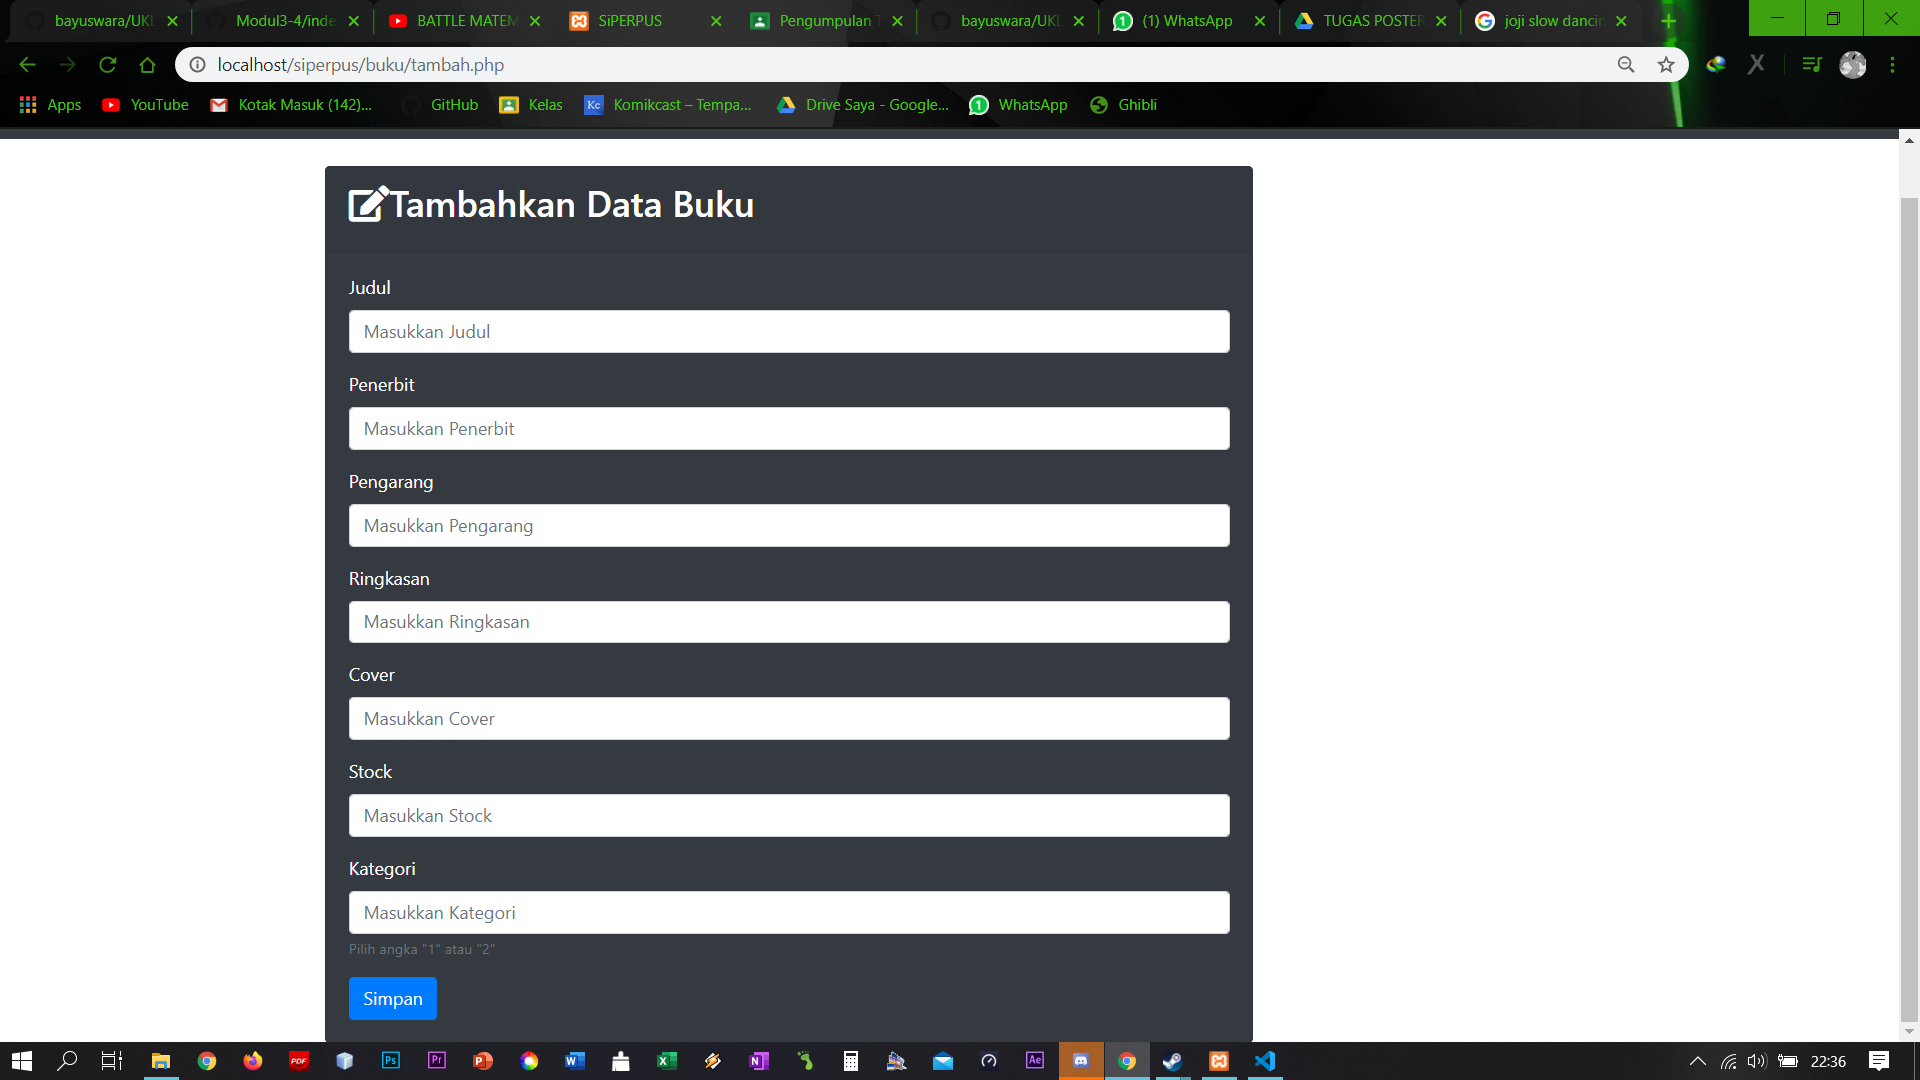 bayuswara/UKL
Modul3-4/inde
BATTLE MATEM
SiPERPUS
Pengumpulan T
bayuswara/UKL
(1) WhatsApp
TUGAS POSTER
joji slow dancin
localhost/siperpus/buku/tambah.php
Apps
YouTube
Kotak Masuk (142)...
GitHub
Kelas
Kc
Komikcast – Tempa...
Drive Saya - Google...
WhatsApp
Ghibli
Tambahkan Data Buku
Judul
Masukkan Judul
Penerbit
Masukkan Penerbit
Pengarang
Masukkan Pengarang
Ringkasan
Masukkan Ringkasan
Cover
Masukkan Cover
Stock
Masukkan Stock
Kategori
Masukkan Kategori
Pilih angka "1" atau "2"
Simpan
22:36